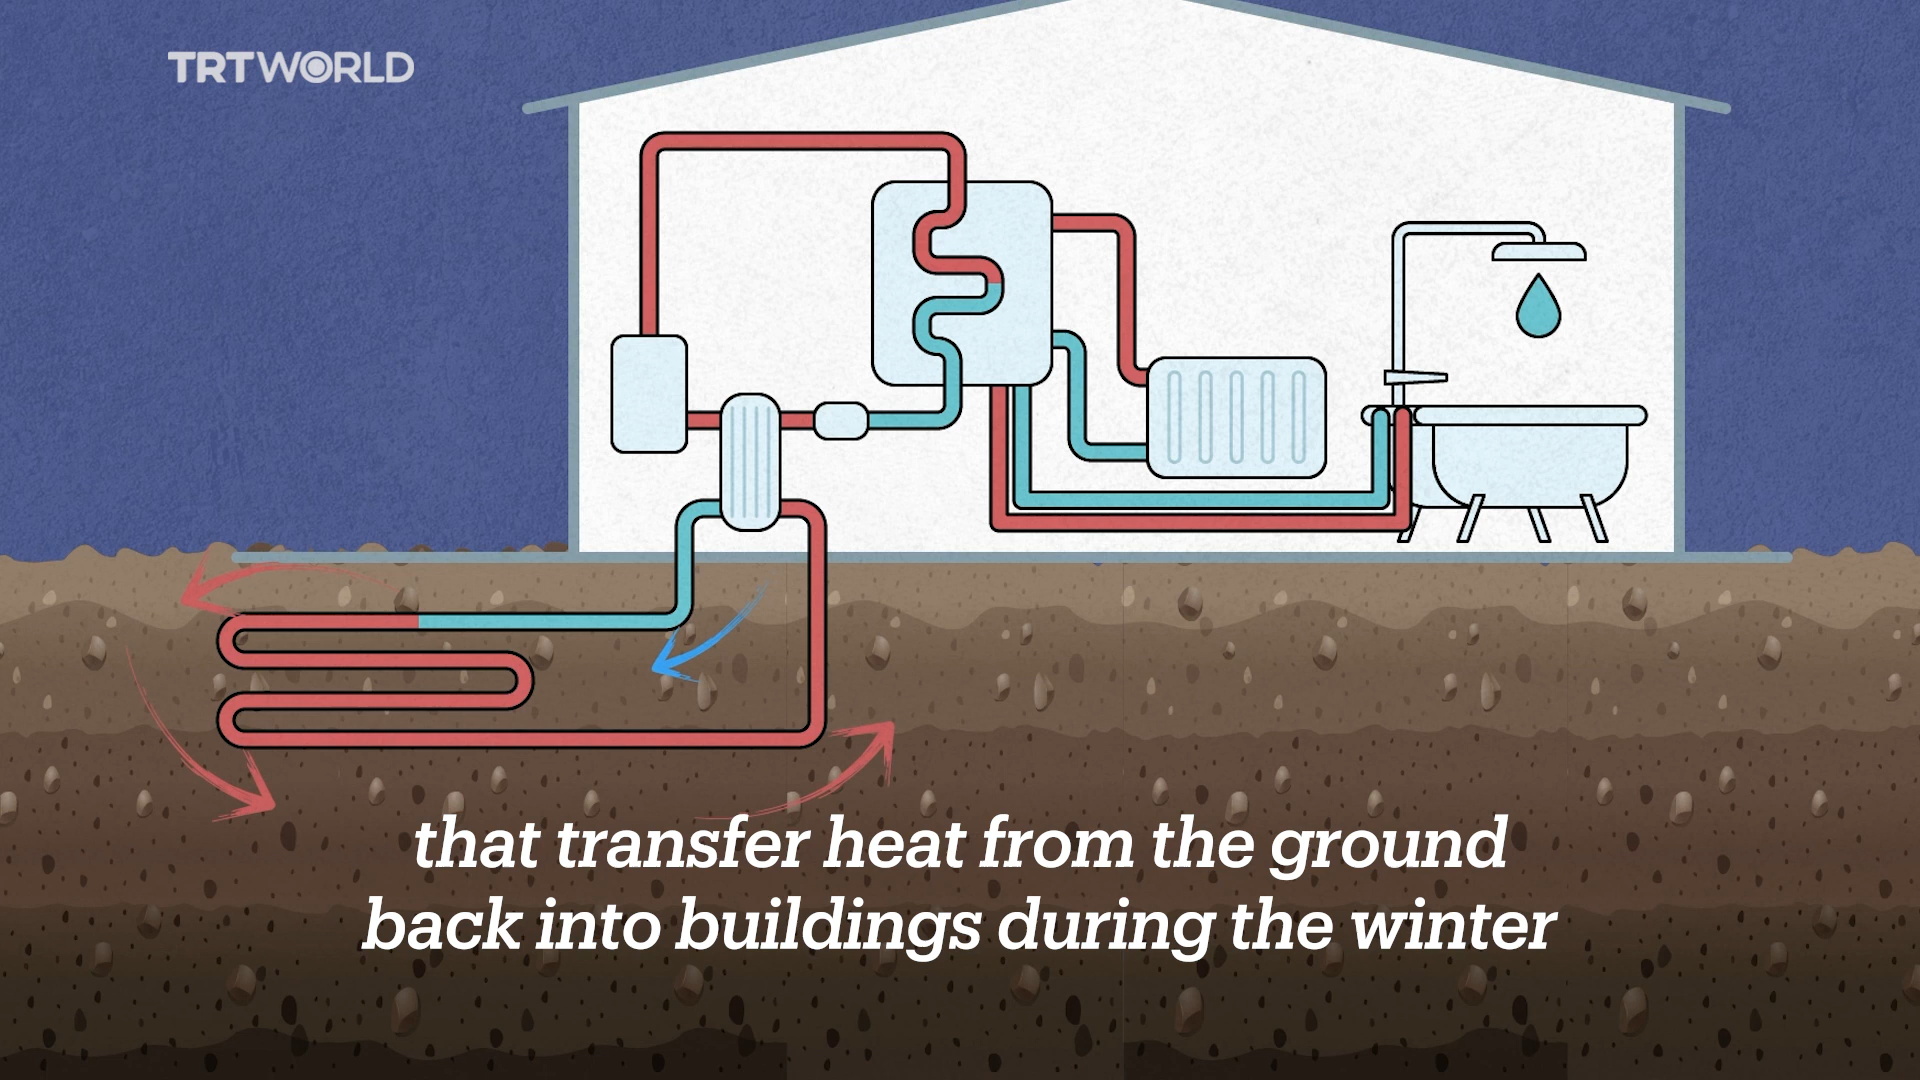 TRTWORLD
that transfer heat from the ground
back into buildings during the winter